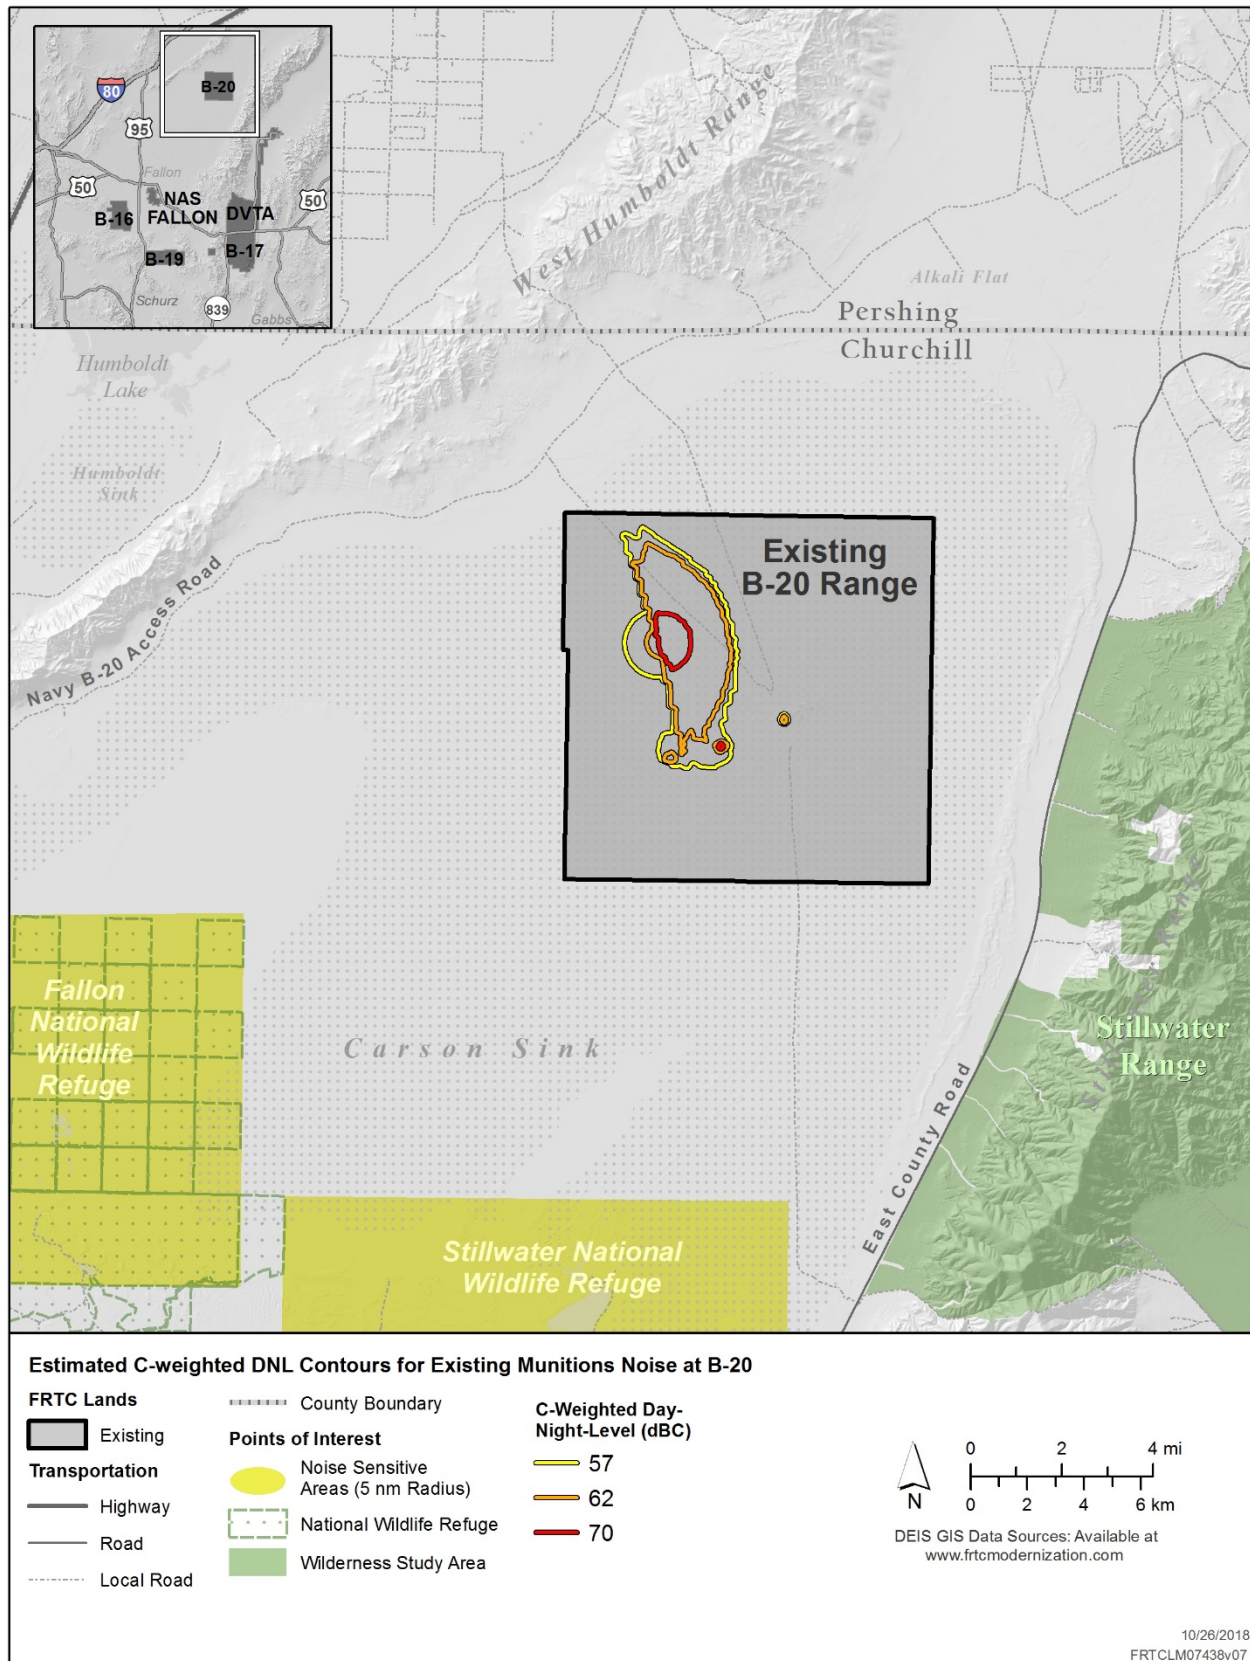 B-20
80
95
Fallon
50
NAS
FALLON
DVTA
50
B-16
B-17
B-19
Schurz
839
Gabbs
West Humboldt Range
Alkali Flat
Pershing
Churchill
Humboldt
Lake
Humboldt
Sink
Existing
B-20 Range
Navy B-20 Access Road
Fallon
National
Wildlife
Refuge
Carson Sink
Stillwater
Range
East County Road
Stillwater National
Wildlife Refuge
Estimated C-weighted DNL Contours for Existing Munitions Noise at B-20
FRTC Lands
Existing
Transportation
Highway
Road
Local Road
County Boundary
Points of Interest
Noise Sensitive
Areas (5 nm Radius)
National Wildlife Refuge
Wilderness Study Area
C-Weighted Day-
Night-Level (dBC)
57
62
70
N
0 2 4 mi
0 2 4 6 km
DEIS GIS Data Sources: Available at
www.frtcmodernization.com
10/26/2018
FRTCLM07438v07